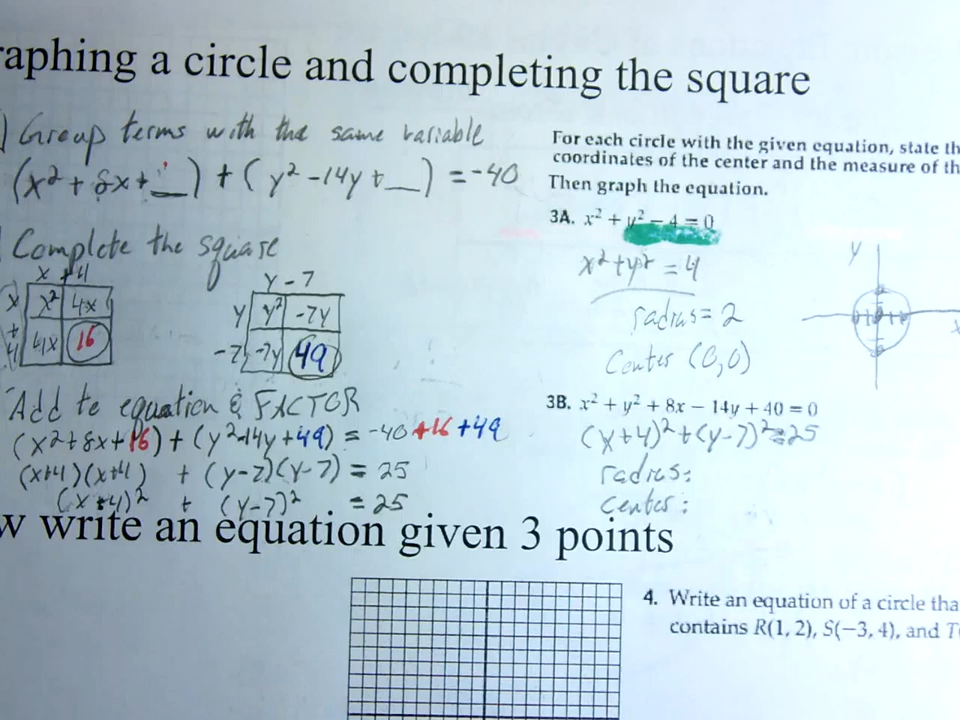 raphing a circle and completing the square
) Group terms with the same variable
(x² + 8x + __) + (y² - 14y + __) = -40
Complete the square
x + 4
x x² 4x
+ 4 4x 16
y - 7
y y² -7y
-7 -7y 49
Add to equation & FACTOR
(x² + 8x + 16) + (y² - 14y + 49) = -40 + 16 + 49
(x+4)(x+4) + (y-7)(y-7) = 25
(x+4)² + (y-7)² = 25
For each circle with the given equation, state th
coordinates of the center and the measure of th
Then graph the equation.
3A. x² + y² − 4 = 0
x² + y² = 4
radius = 2
Center (0,0)
y
x
3B. x² + y² + 8x − 14y + 40 = 0
(x+4)² + (y-7)² = 25
radius:
center:
w write an equation given 3 points
4. Write an equation of a circle tha
contains R(1, 2), S(−3, 4), and T(